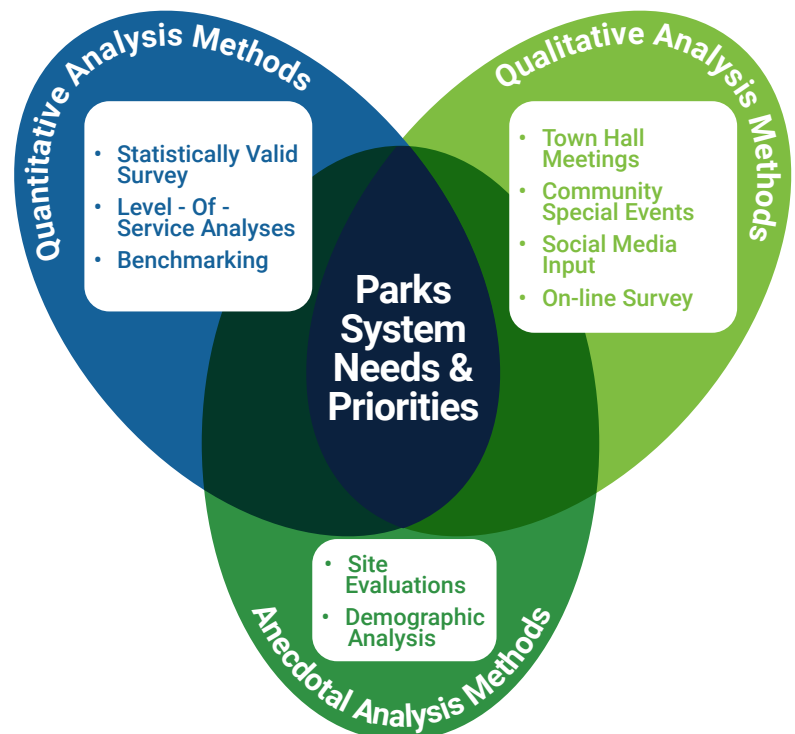 Quantitative Analysis Methods
• Statistically Valid
Survey
• Level - Of -
Service Analyses
• Benchmarking
Qualitative Analysis Methods
• Town Hall
Meetings
• Community
Special Events
• Social Media
Input
• On-line Survey
Parks
System
Needs &
Priorities
• Site
Evaluations
• Demographic
Analysis
Anecdotal Analysis Methods